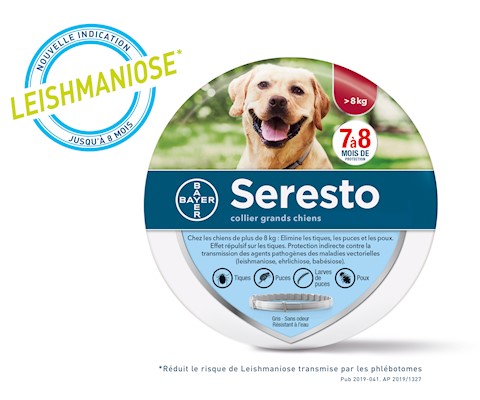 NOUVELLE INDICATION
LEISHMANIOSE*
JUSQU'À 8 MOIS
> 8 kg
7à8
MOIS DE
PROTECTION
BAYER
BAYER
Seresto
collier grands chiens
Chez les chiens de plus de 8 kg : Elimine les tiques, les puces et les poux.
Effet répulsif sur les tiques. Protection indirecte contre la
transmission des agents pathogènes des maladies vectorielles
(leishmaniose, ehrlichiose, babésiose).
Tiques
Puces
Larves
de
puces
Poux
Gris - Sans odeur
Résistant à l'eau
*Réduit le risque de Leishmaniose transmise par les phlébotomes
Pub 2019-041. AP 2019/1327